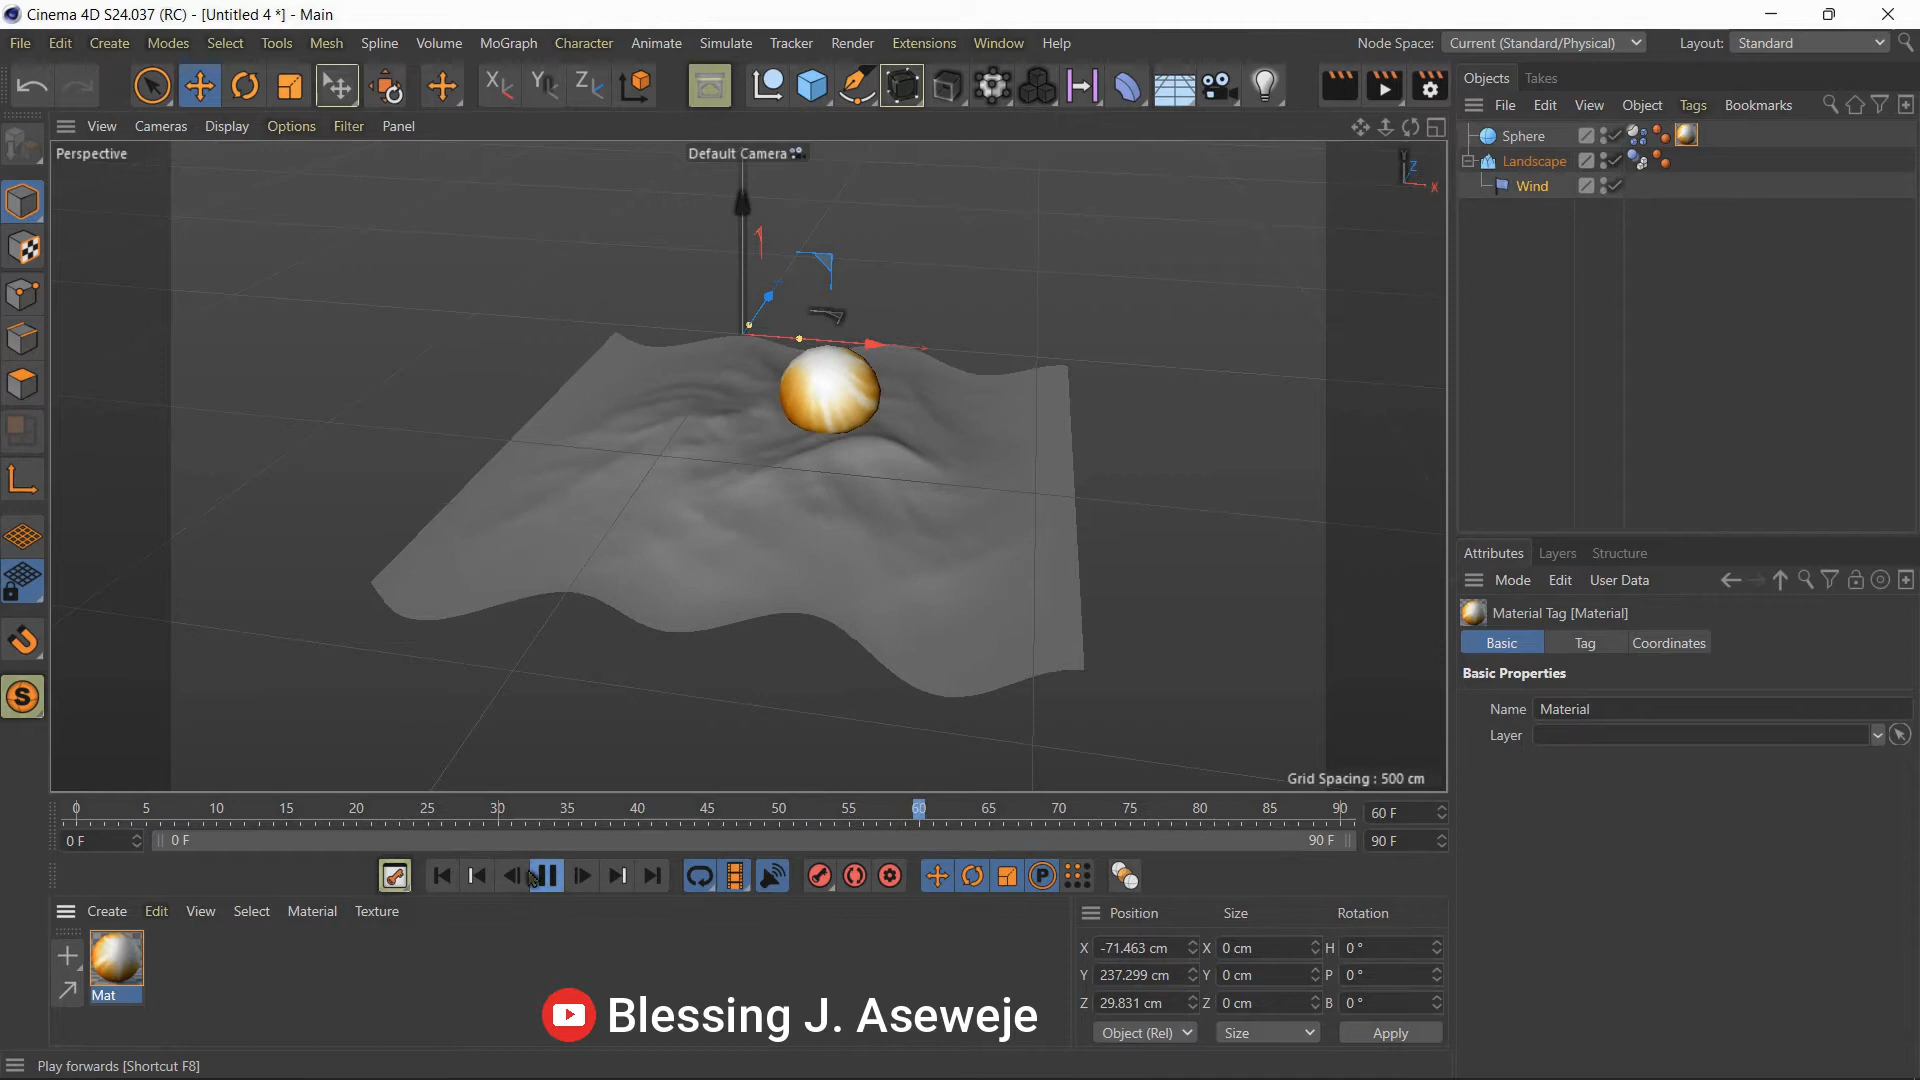 Cinema 4D S24.037 (RC) - [Untitled 4 *] - Main
File Edit Create Modes Select Tools Mesh Spline Volume MoGraph Character Animate Simulate Tracker Render Extensions Window Help
Node Space: Current (Standard/Physical) Layout: Standard
X Y Z
Objects Takes
File Edit View Object Tags Bookmarks
View Cameras Display Options Filter Panel
Perspective
Default Camera
Y Z X
Sphere
Landscape
Wind
Attributes Layers Structure
Mode Edit User Data
Material Tag [Material]
Basic Tag Coordinates
Basic Properties
Name Material
Layer
S
Grid Spacing : 500 cm
0 5 10 15 20 25 30 35 40 45 50 55 60 65 70 75 80 85 90 60 F
0 F 0 F 90 F 90 F
P
Create Edit View Select Material Texture
Position Size Rotation
X -71.463 cm X 0 cm H 0 °
Y 237.299 cm Y 0 cm P 0 °
Z 29.831 cm Z 0 cm B 0 °
Object (Rel) Size Apply
Mat
Blessing J. Aseweje
Play forwards [Shortcut F8]